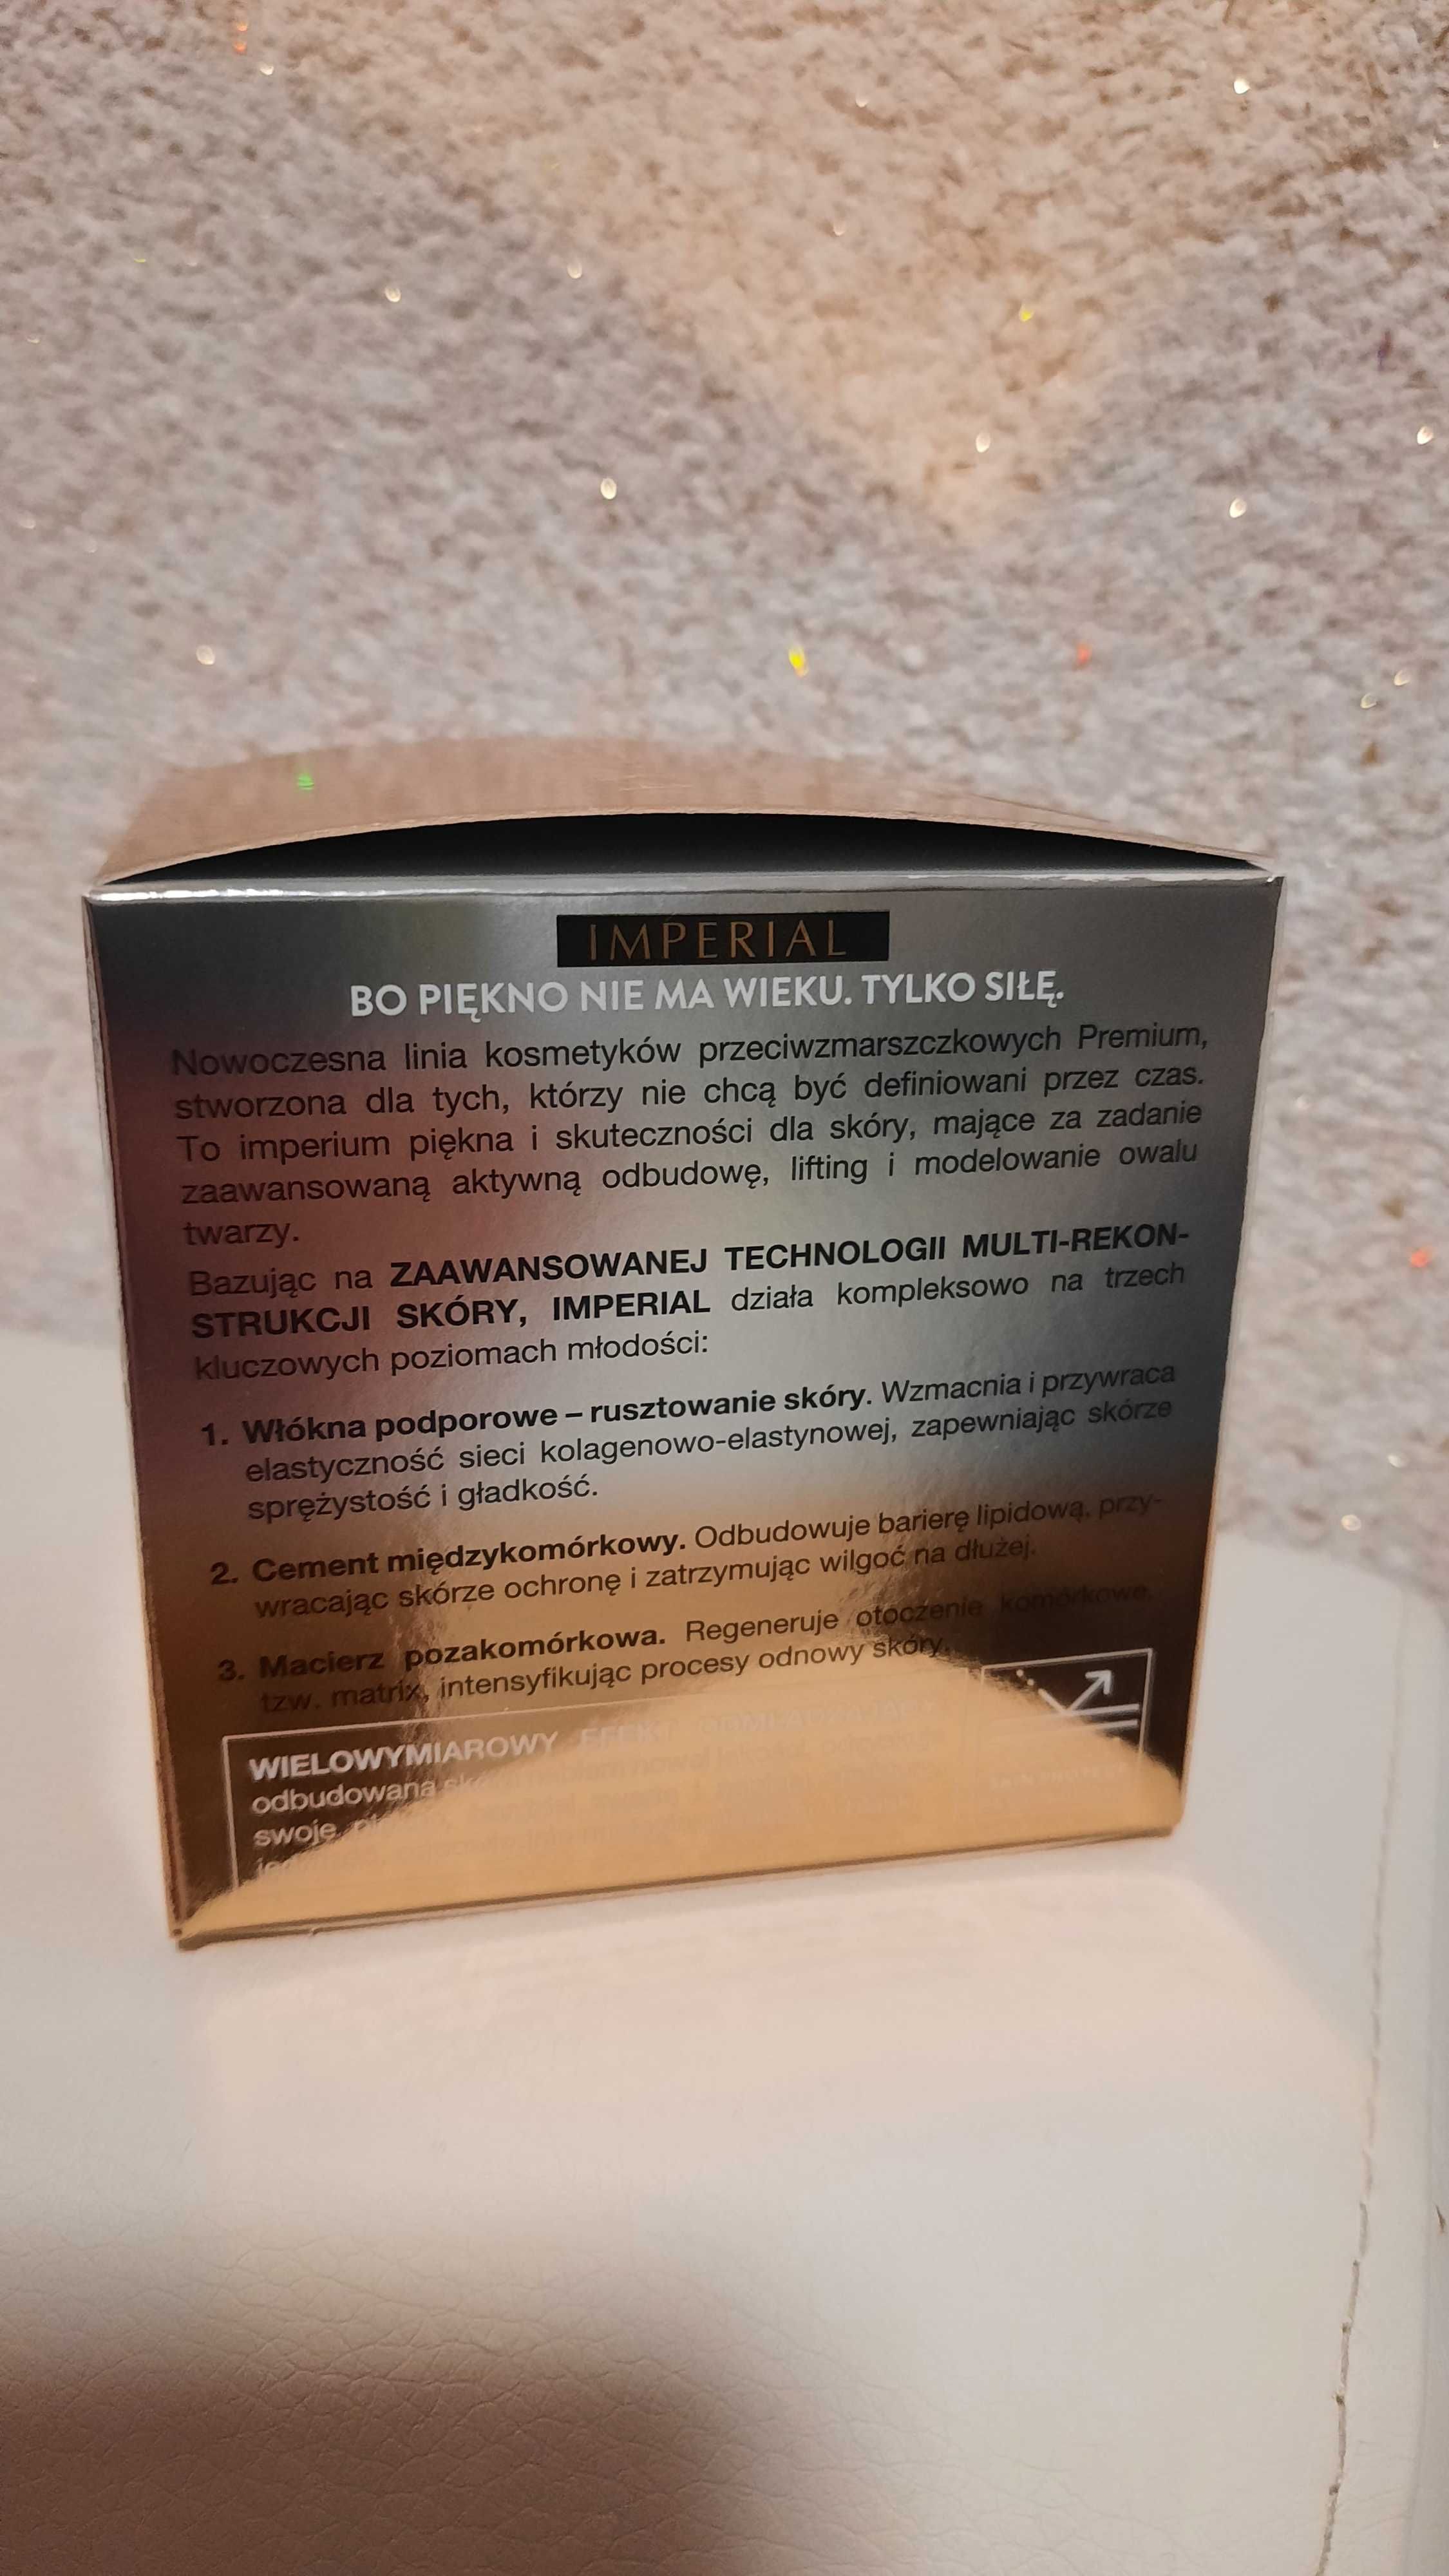 IMPERIAL
BO PIĘKNO NIE MA WIEKU. TYLKO SIŁĘ.
Nowoczesna linia kosmetyków przeciwzmarszczkowych Premium,
stworzona dla tych, którzy nie chcą być definiowani przez czas.
To imperium piękna i skuteczności dla skóry, mające za zadanie
zaawansowaną aktywną odbudowę, lifting i modelowanie owalu
twarzy.
Bazując na ZAAWANSOWANEJ TECHNOLOGII MULTI-REKON-
STRUKCJI SKÓRY, IMPERIAL działa kompleksowo na trzech
kluczowych poziomach młodości:
1. Włókna podporowe – rusztowanie skóry. Wzmacnia i przywraca
elastyczność sieci kolagenowo-elastynowej, zapewniając skórze
sprężystość i gładkość.
2. Cement międzykomórkowy. Odbudowuje barierę lipidową, przy-
wracając skórze ochronę i zatrzymując wilgoć na dłużej.
3. Macierz pozakomórkowa. Regeneruje otoczenie komórkowe,
tzw. matrix, intensyfikując procesy odnowy skóry.
WIELOWYMIAROWY EFEKT
odbudowana
swoje